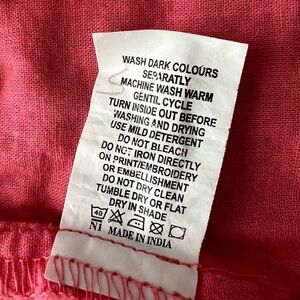 WASH DARK COLOURS
SEPARATLY
MACHINE WASH WARM
GENTIL CYCLE
TURN INSIDE OUT BEFORE
WASHING AND DRYING
USE MILD DETERGENT
DO NOT BLEACH
DO NOT IRON DIRECTLY
ON PRINT/EMBROIDERY
OR EMBELLISHMENT
DO NOT DRY CLEAN
TUMBLE DRY OR FLAT
DRY IN SHADE
40
N1 MADE IN INDIA